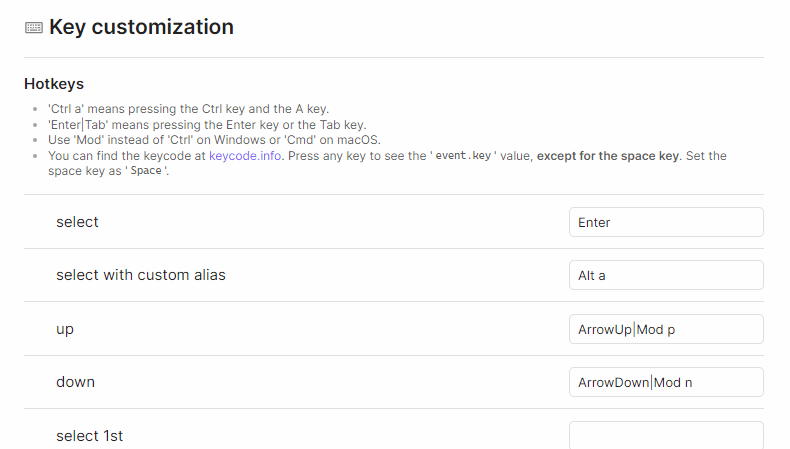 Key customization
Hotkeys
'Ctrl a' means pressing the Ctrl key and the A key.
'Enter|Tab' means pressing the Enter key or the Tab key.
Use 'Mod' instead of 'Ctrl' on Windows or 'Cmd' on macOS.
You can find the keycode at keycode.info. Press any key to see the 'event.key' value, except for the space key. Set the
space key as 'Space'.
select
Enter
select with custom alias
Alt a
up
ArrowUp|Mod p
down
ArrowDown|Mod n
select 1st